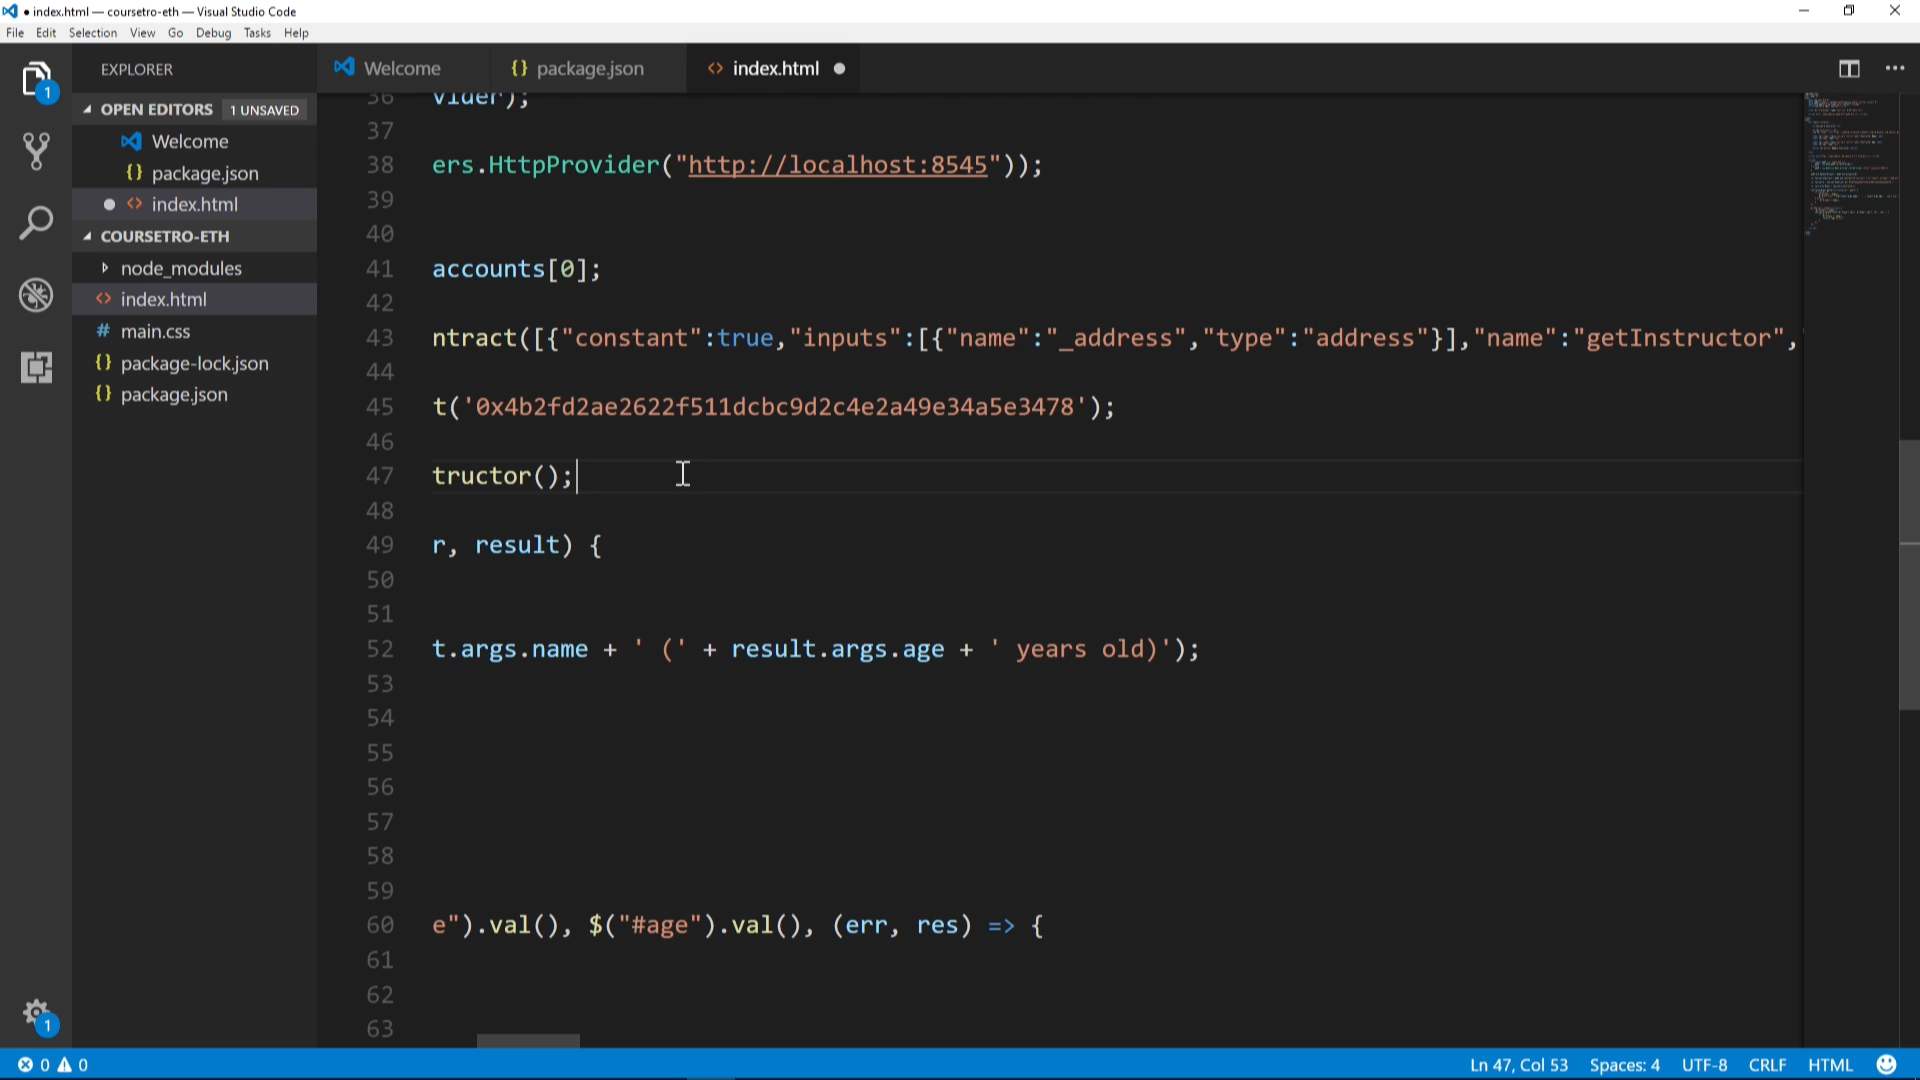 index.html — coursetro-eth — Visual Studio Code
File Edit Selection View Go Debug Tasks Help
EXPLORER
Welcome
package.json
index.html
OPEN EDITORS 1 UNSAVED
Welcome
package.json
index.html
COURSETRO-ETH
node_modules
index.html
main.css
package-lock.json
package.json
1
1
36 vider);
37
38 ers.HttpProvider("http://localhost:8545"));
39
40
41 accounts[0];
42
43 ntract([{"constant":true,"inputs":[{"name":"_address","type":"address"}],"name":"getInstructor",
44
45 t('0x4b2fd2ae2622f511dcbc9d2c4e2a49e34a5e3478');
46
47 tructor();
48
49 r, result) {
50
51
52 t.args.name + ' (' + result.args.age + ' years old)');
53
54
55
56
57
58
59
60 e").val(), $("#age").val(), (err, res) => {
61
62
63
0 0
Ln 47, Col 53 Spaces: 4 UTF-8 CRLF HTML